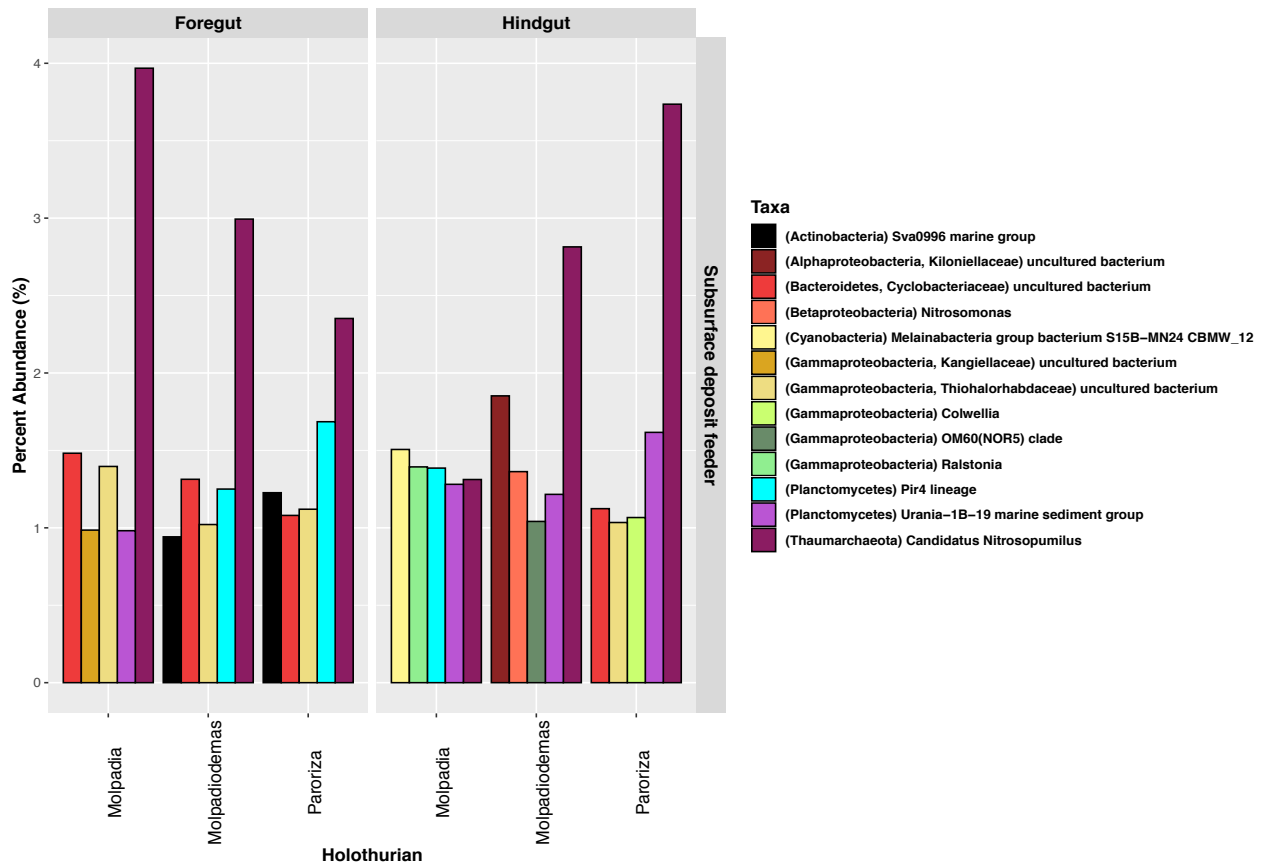 Foregut
Hindgut
Percent Abundance (%)
4
3
2
1
0
Subsurface deposit feeder
Molpadia
Molpadiodemas
Paroriza
Molpadia
Molpadiodemas
Paroriza
Holothurian
Taxa
(Actinobacteria) Sva0996 marine group
(Alphaproteobacteria, Kiloniellaceae) uncultured bacterium
(Bacteroidetes, Cyclobacteriaceae) uncultured bacterium
(Betaproteobacteria) Nitrosomonas
(Cyanobacteria) Melainabacteria group bacterium S15B−MN24 CBMW_12
(Gammaproteobacteria, Kangiellaceae) uncultured bacterium
(Gammaproteobacteria, Thiohalorhabdaceae) uncultured bacterium
(Gammaproteobacteria) Colwellia
(Gammaproteobacteria) OM60(NOR5) clade
(Gammaproteobacteria) Ralstonia
(Planctomycetes) Pir4 lineage
(Planctomycetes) Urania−1B−19 marine sediment group
(Thaumarchaeota) Candidatus Nitrosopumilus